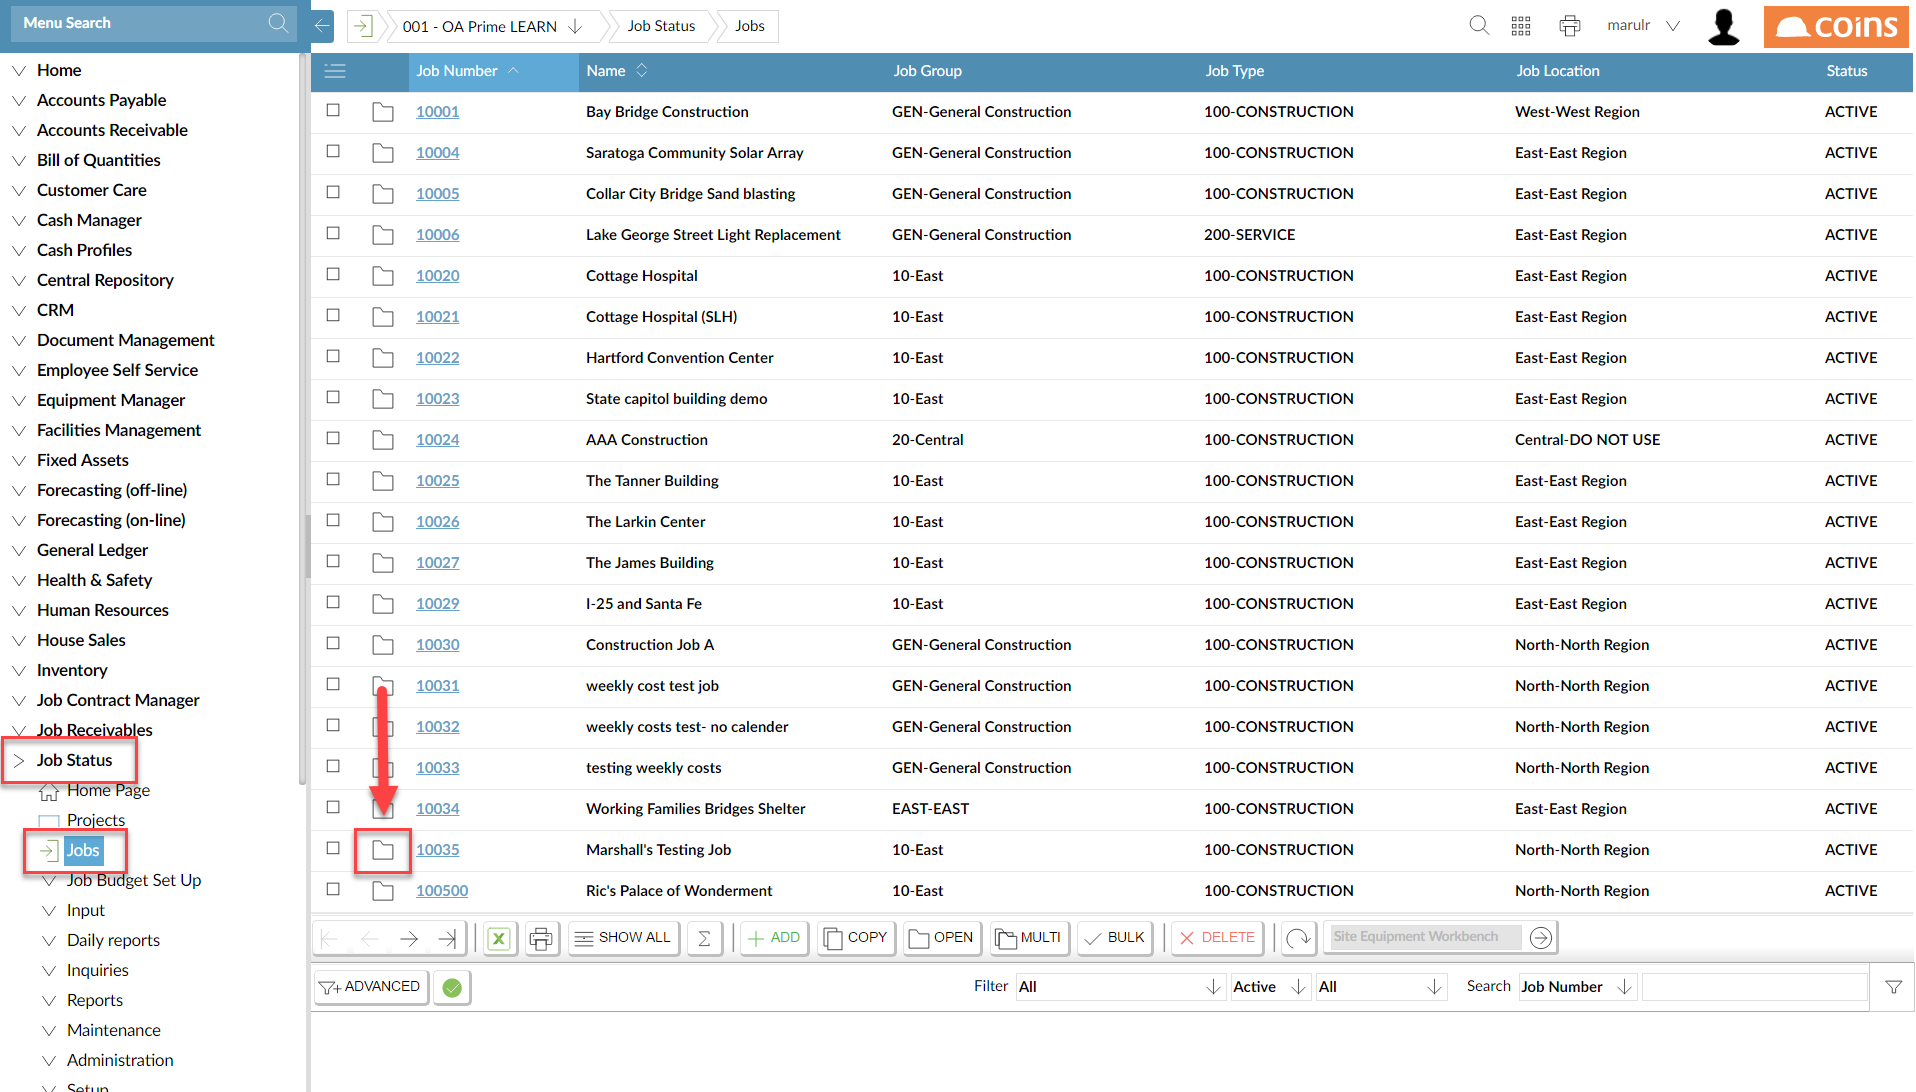 Menu Search
001 - OA Prime LEARN
Job Status
Jobs
marulr
coins
Home
Accounts Payable
Accounts Receivable
Bill of Quantities
Customer Care
Cash Manager
Cash Profiles
Central Repository
CRM
Document Management
Employee Self Service
Equipment Manager
Facilities Management
Fixed Assets
Forecasting (off-line)
Forecasting (on-line)
General Ledger
Health & Safety
Human Resources
House Sales
Inventory
Job Contract Manager
Job Receivables
Job Status
Home Page
Projects
Jobs
Job Budget Set Up
Input
Daily reports
Inquiries
Reports
Maintenance
Administration
Setup
Job Number Name Job Group Job Type Job Location Status
10001 Bay Bridge Construction GEN-General Construction 100-CONSTRUCTION West-West Region ACTIVE
10004 Saratoga Community Solar Array GEN-General Construction 100-CONSTRUCTION East-East Region ACTIVE
10005 Collar City Bridge Sand blasting GEN-General Construction 100-CONSTRUCTION East-East Region ACTIVE
10006 Lake George Street Light Replacement GEN-General Construction 200-SERVICE East-East Region ACTIVE
10020 Cottage Hospital 10-East 100-CONSTRUCTION East-East Region ACTIVE
10021 Cottage Hospital (SLH) 10-East 100-CONSTRUCTION East-East Region ACTIVE
10022 Hartford Convention Center 10-East 100-CONSTRUCTION East-East Region ACTIVE
10023 State capitol building demo 10-East 100-CONSTRUCTION East-East Region ACTIVE
10024 AAA Construction 20-Central 100-CONSTRUCTION Central-DO NOT USE ACTIVE
10025 The Tanner Building 10-East 100-CONSTRUCTION East-East Region ACTIVE
10026 The Larkin Center 10-East 100-CONSTRUCTION East-East Region ACTIVE
10027 The James Building 10-East 100-CONSTRUCTION East-East Region ACTIVE
10029 I-25 and Santa Fe 10-East 100-CONSTRUCTION East-East Region ACTIVE
10030 Construction Job A GEN-General Construction 100-CONSTRUCTION North-North Region ACTIVE
10031 weekly cost test job GEN-General Construction 100-CONSTRUCTION North-North Region ACTIVE
10032 weekly costs test- no calender GEN-General Construction 100-CONSTRUCTION North-North Region ACTIVE
10033 testing weekly costs GEN-General Construction 100-CONSTRUCTION North-North Region ACTIVE
10034 Working Families Bridges Shelter EAST-EAST 100-CONSTRUCTION East-East Region ACTIVE
10035 Marshall's Testing Job 10-East 100-CONSTRUCTION North-North Region ACTIVE
100500 Ric's Palace of Wonderment 10-East 100-CONSTRUCTION North-North Region ACTIVE
SHOW ALL Σ ADD COPY OPEN MULTI BULK DELETE Site Equipment Workbench
ADVANCED Filter All Active All Search Job Number